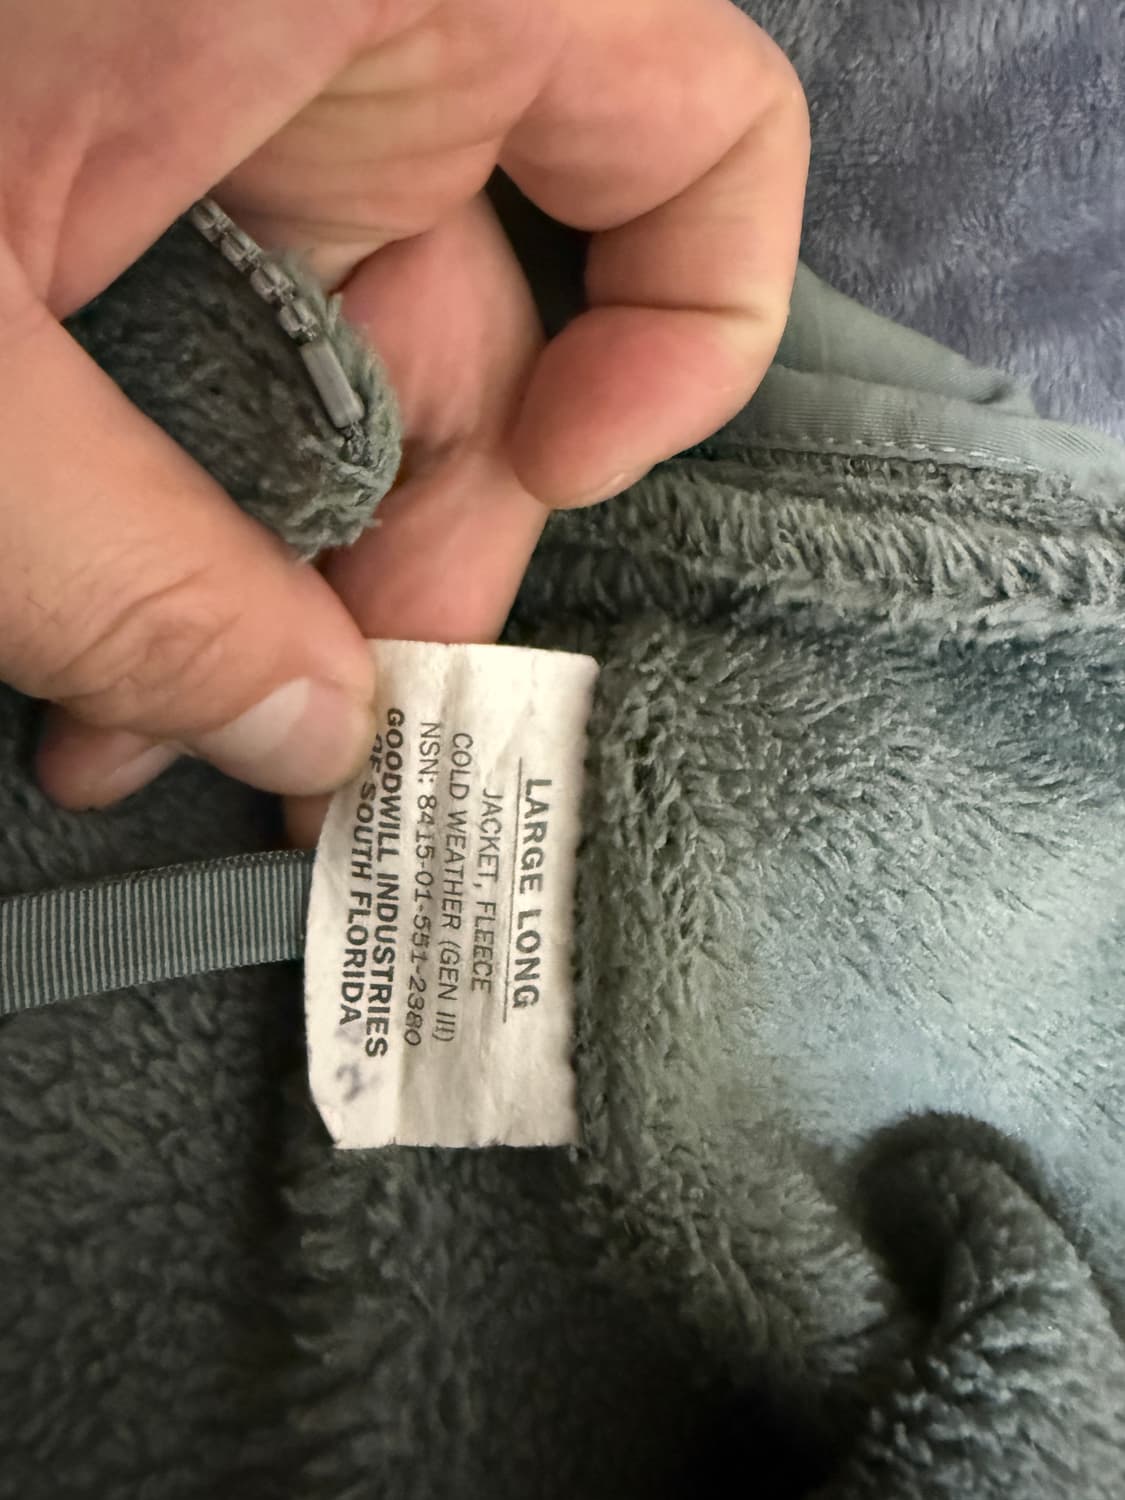 LARGE LONG
JACKET, FLEECE
COLD WEATHER (GEN III)
NSN: 8415-01-551-2380
GOODWILL INDUSTRIES
OF SOUTH FLORIDA